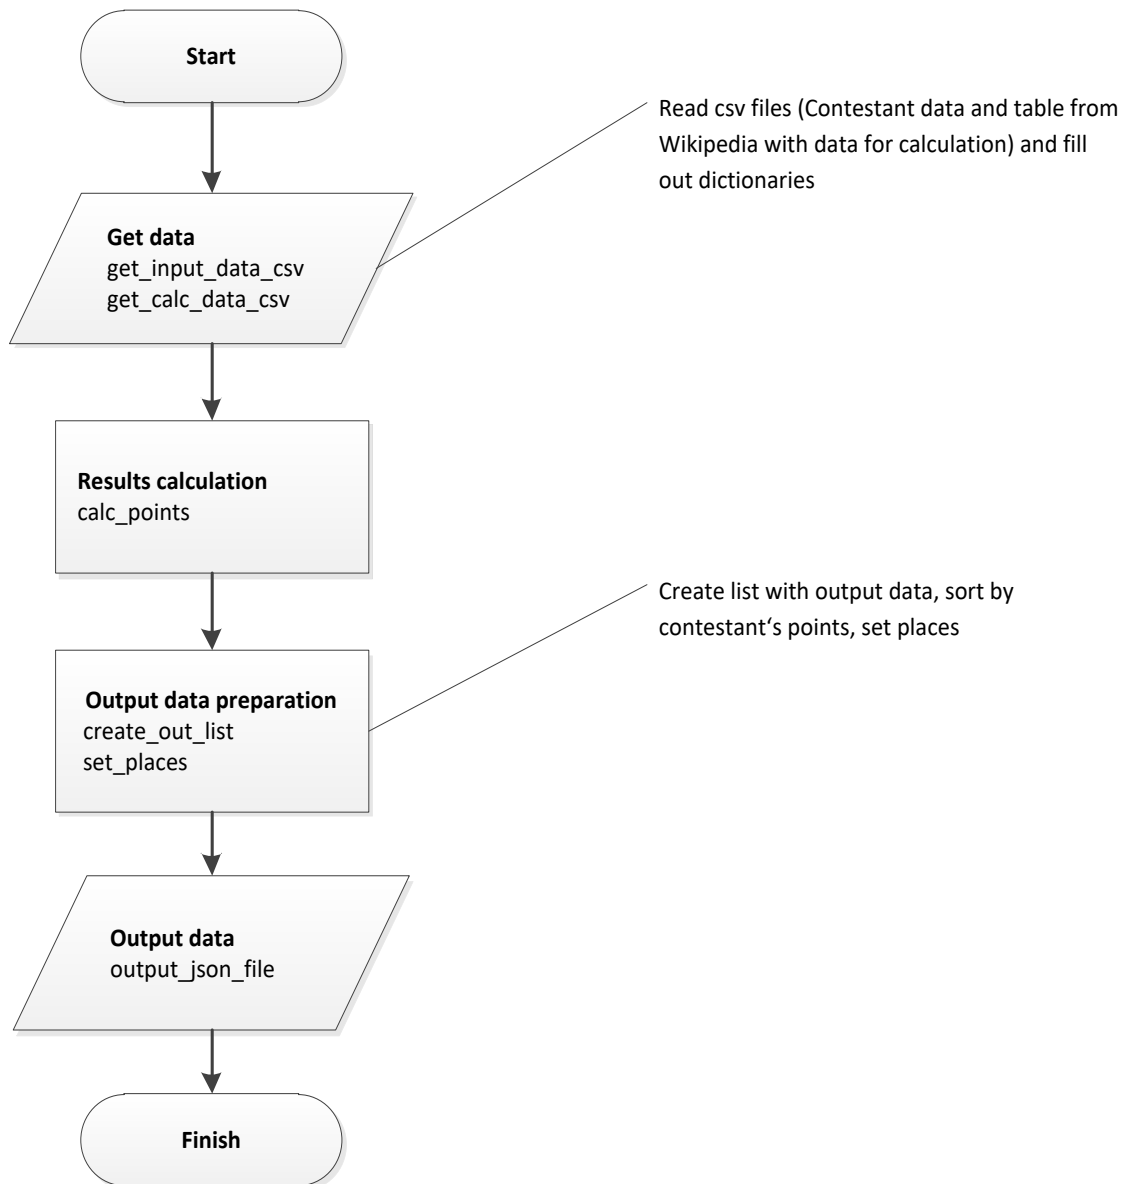 Start
Read csv files (Contestant data and table from
Wikipedia with data for calculation) and fill
out dictionaries
Get data
get_input_data_csv
get_calc_data_csv
Results calculation
calc_points
Create list with output data, sort by
contestant‘s points, set places
Output data preparation
create_out_list
set_places
Output data
output_json_file
Finish